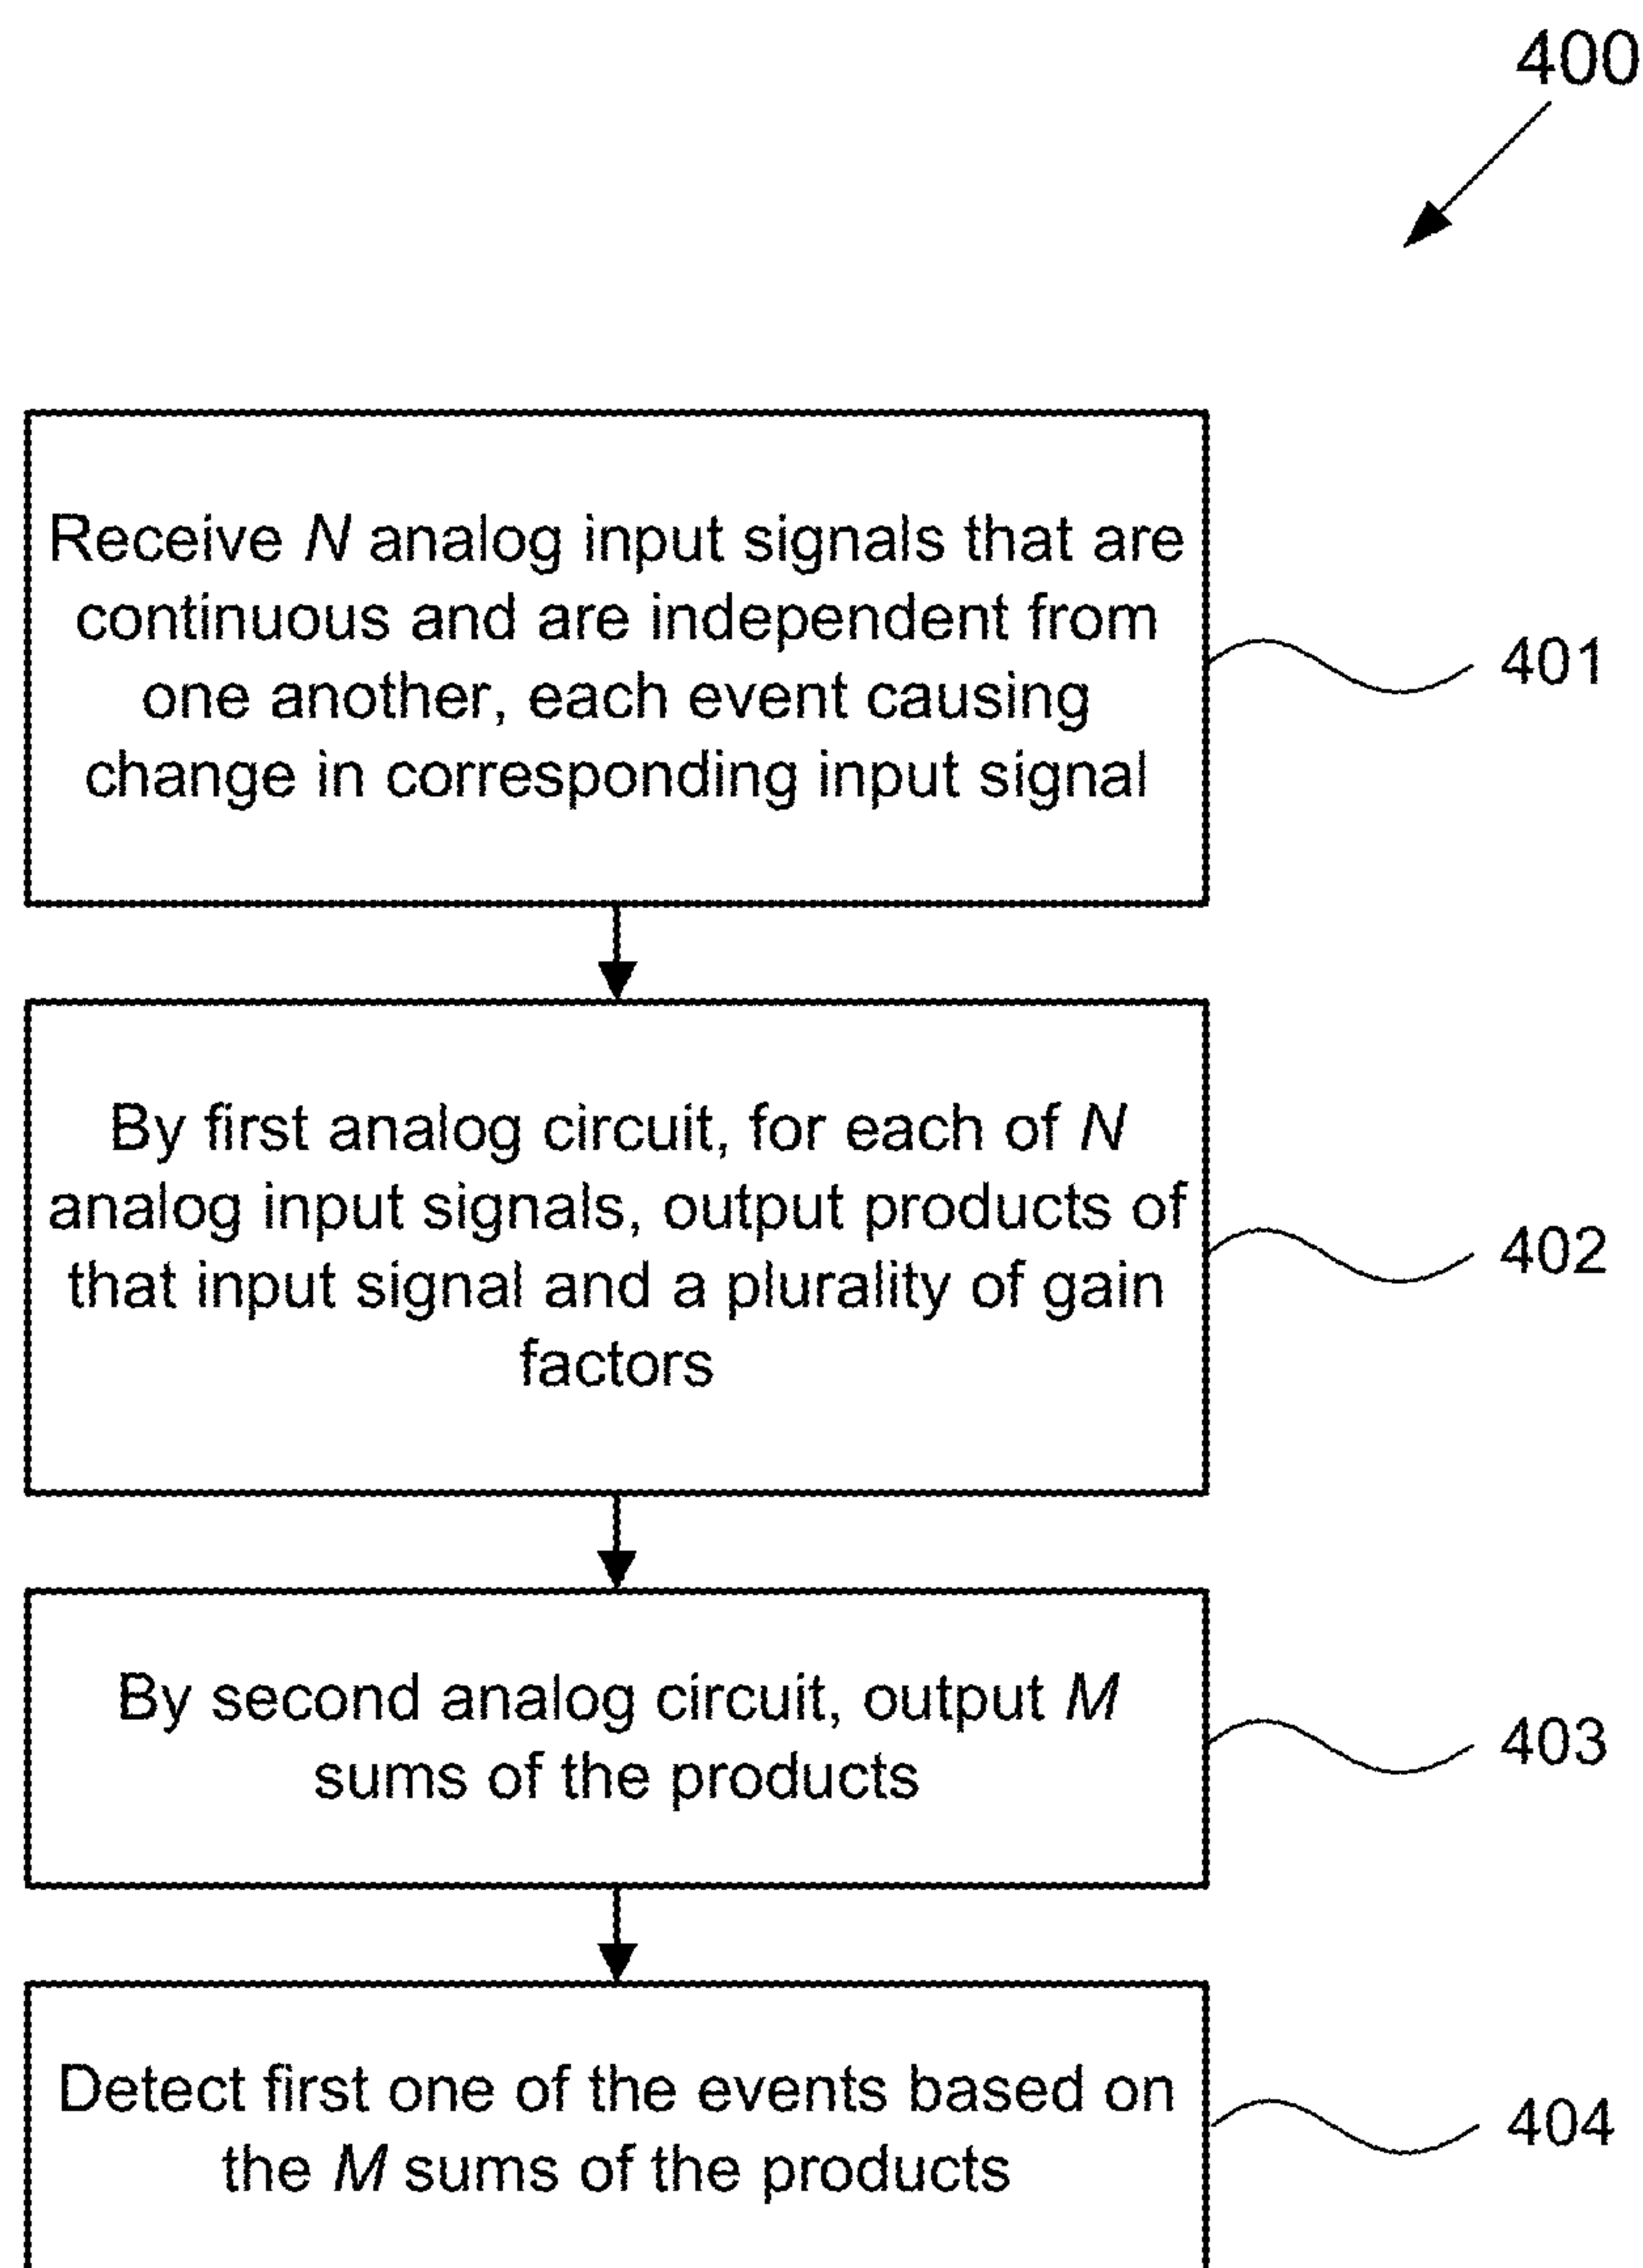 400
Receive N analog input signals that are
continuous and are independent from
one another, each event causing
change in corresponding input signal
401
By first analog circuit, for each of N
analog input signals, output products of
that input signal and a plurality of gain
factors
402
By second analog circuit, output M
sums of the products
403
Detect first one of the events based on
the M sums of the products
404